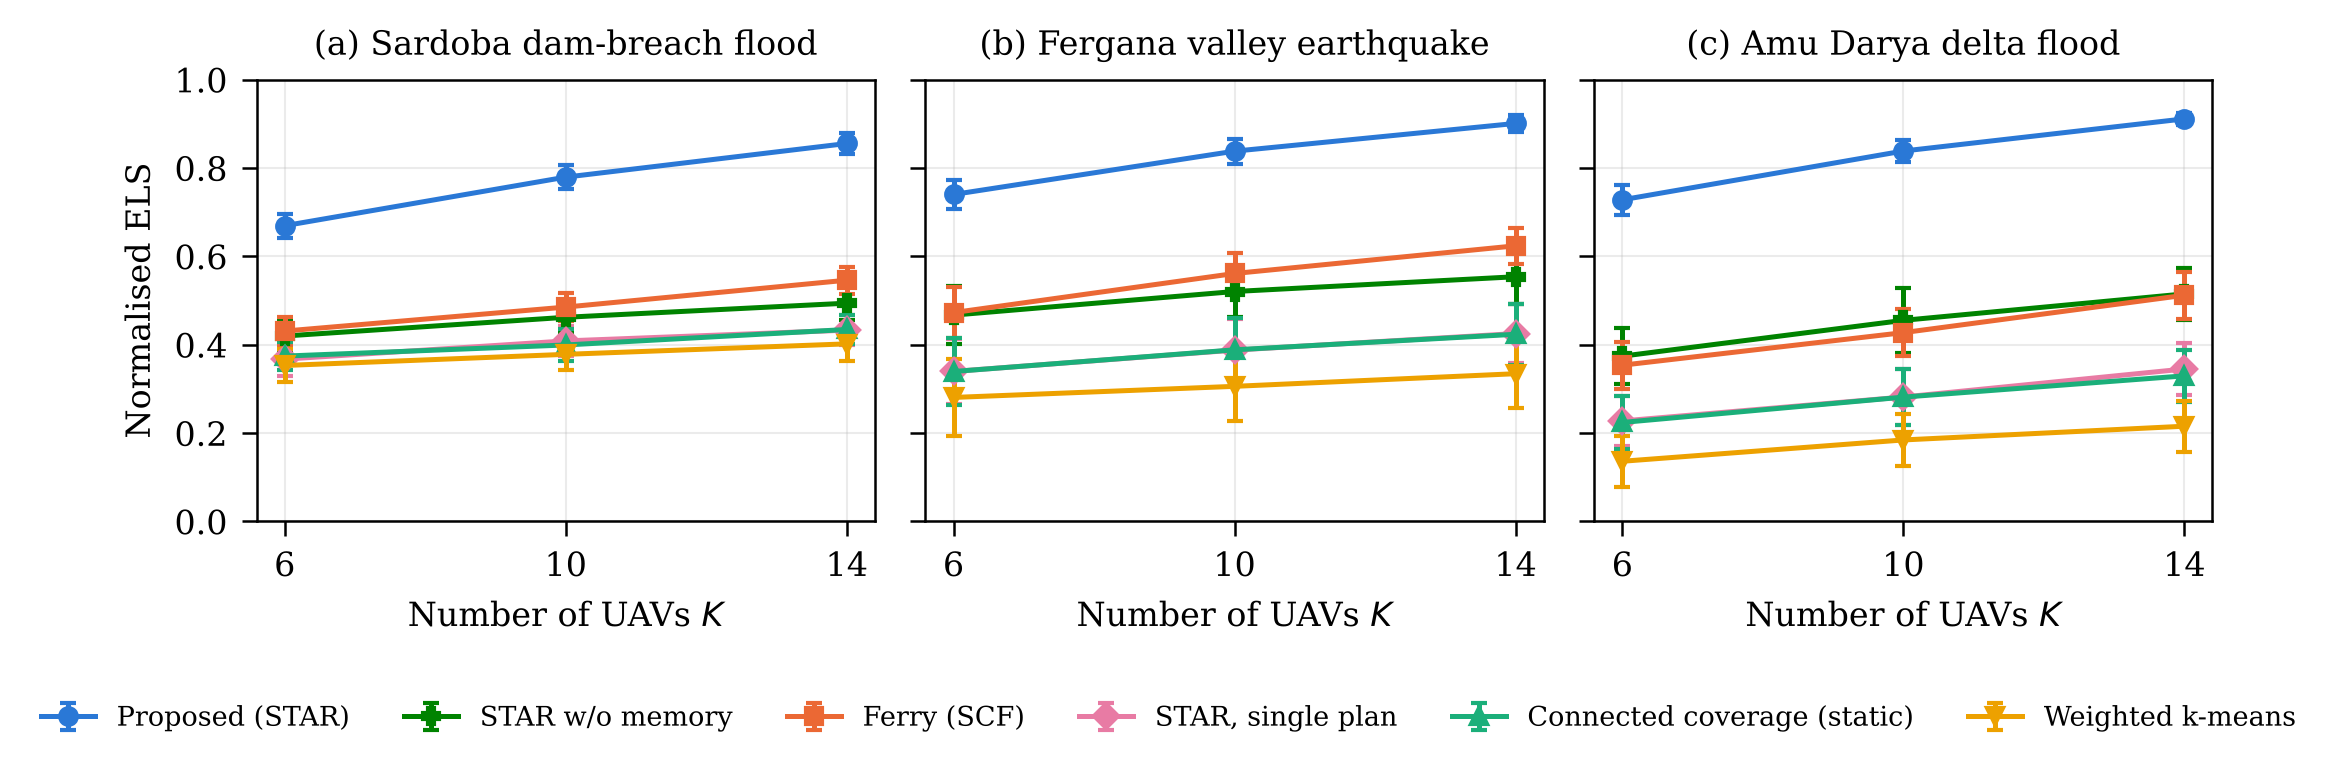 (a) Sardoba dam-breach flood
(b) Fergana valley earthquake
(c) Amu Darya delta flood
Normalised ELS
1.0
0.8
0.6
0.4
0.2
0.0
6 10 14
6 10 14
6 10 14
Number of UAVs K
Number of UAVs K
Number of UAVs K
Proposed (STAR) STAR w/o memory Ferry (SCF) STAR, single plan Connected coverage (static) Weighted k-means